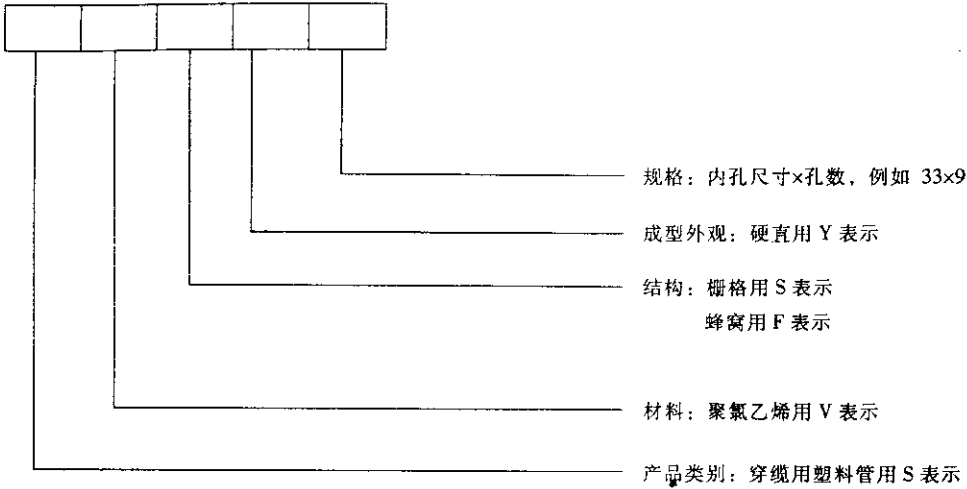 规格：内孔尺寸×孔数，例如 33×9
成型外观：硬直用 Y 表示
结构：栅格用 S 表示
蜂窝用 F 表示
材料：聚氯乙烯用 V 表示
产品类别：穿缆用塑料管用 S 表示